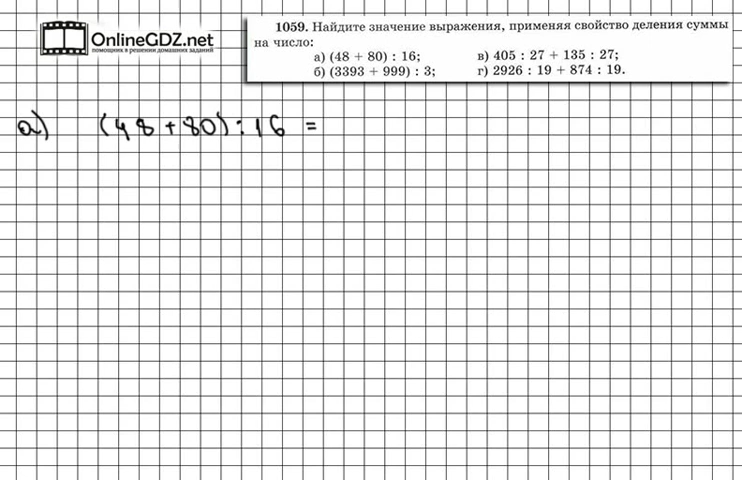 OnlineGDZ.net
помощник в решении домашних заданий
1059. Найдите значение выражения, применяя свойство деления суммы
на число:
а) (48 + 80) : 16; в) 405 : 27 + 135 : 27;
б) (3393 + 999) : 3; г) 2926 : 19 + 874 : 19.
а) (48+80):16 =